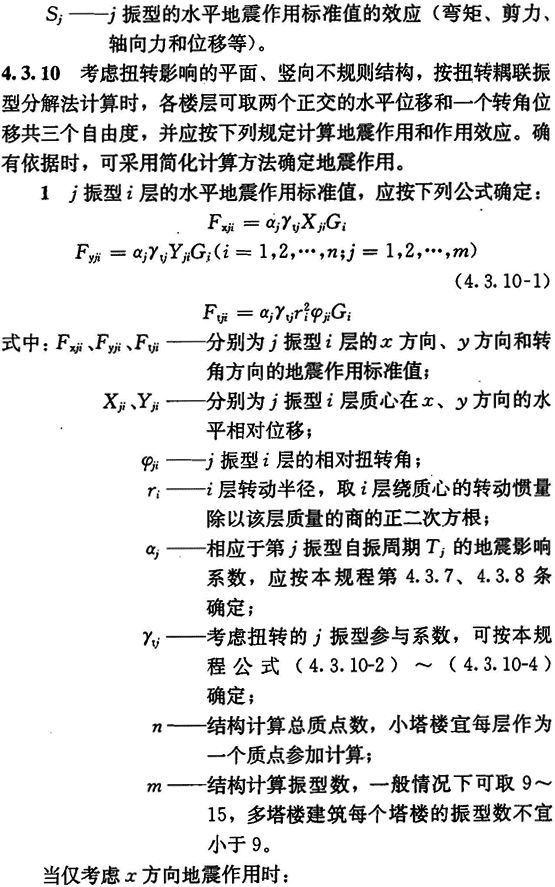 S_j ——j 振型的水平地震作用标准值的效应（弯矩、剪力、
轴向力和位移等）。
4.3.10 考虑扭转影响的平面、竖向不规则结构，按扭转耦联振
型分解法计算时，各楼层可取两个正交的水平位移和一个转角位
移共三个自由度，并应按下列规定计算地震作用和作用效应。确
有依据时，可采用简化计算方法确定地震作用。
1 j 振型 i 层的水平地震作用标准值，应按下列公式确定：
F_{xji} = α_jγ_{tj}X_{ji}G_i
F_{yji} = α_jγ_{tj}Y_{ji}G_i(i = 1,2,⋯,n;j = 1,2,⋯,m)
(4.3.10-1)
F_{tji} = α_jγ_{tj}r_i^2φ_{ji}G_i
式中：F_{xji}、F_{yji}、F_{tji} ——分别为 j 振型 i 层的 x 方向、y 方向和转
角方向的地震作用标准值；
X_{ji}、Y_{ji} ——分别为 j 振型 i 层质心在 x、y 方向的水
平相对位移；
φ_{ji} ——j 振型 i 层的相对扭转角；
r_i ——i 层转动半径，取 i 层绕质心的转动惯量
除以该层质量的商的正二次方根；
α_j ——相应于第 j 振型自振周期 T_j 的地震影响
系数，应按本规程第 4.3.7、4.3.8 条
确定；
γ_{tj} ——考虑扭转的 j 振型参与系数，可按本规
程公式（4.3.10-2）～（4.3.10-4）
确定；
n ——结构计算总质点数，小塔楼宜每层作为
一个质点参加计算；
m ——结构计算振型数，一般情况下可取 9～
15，多塔楼建筑每个塔楼的振型数不宜
小于 9。
当仅考虑 x 方向地震作用时：